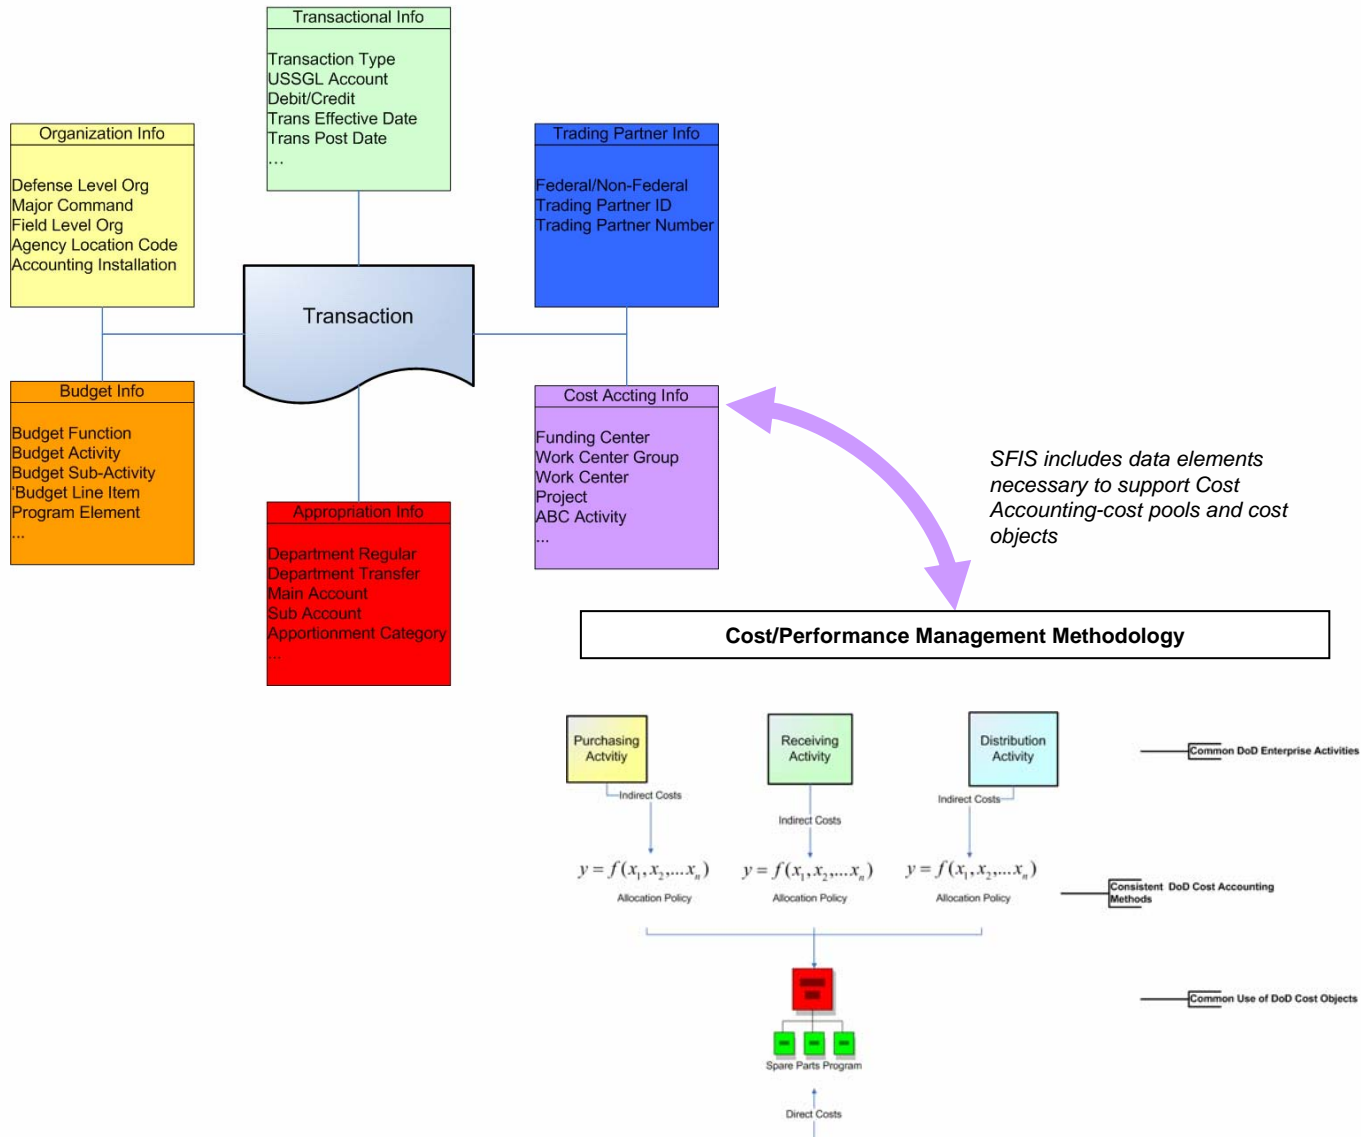 Transactional Info
Transaction Type
USSGL Account
Debit/Credit
Trans Effective Date
Trans Post Date
...
Organization Info
Defense Level Org
Major Command
Field Level Org
Agency Location Code
Accounting Installation
Trading Partner Info
Federal/Non-Federal
Trading Partner ID
Trading Partner Number
Transaction
Budget Info
Budget Function
Budget Activity
Budget Sub-Activity
'Budget Line Item
Program Element
...
Cost Accting Info
Funding Center
Work Center Group
Work Center
Project
ABC Activity
...
Appropriation Info
Department Regular
Department Transfer
Main Account
Sub Account
Apportionment Category
...
SFIS includes data elements
necessary to support Cost
Accounting-cost pools and cost
objects
Cost/Performance Management Methodology
Purchasing
Activtiy
Receiving
Activity
Distribution
Activity
Common DoD Enterprise Activities
Indirect Costs
Indirect Costs
Indirect Costs
y = f(x₁, x₂,...xₙ)
y = f(x₁, x₂,...xₙ)
y = f(x₁, x₂,...xₙ)
Allocation Policy
Allocation Policy
Allocation Policy
Consistent DoD Cost Accounting
Methods
Common Use of DoD Cost Objects
Spare Parts Program
Direct Costs